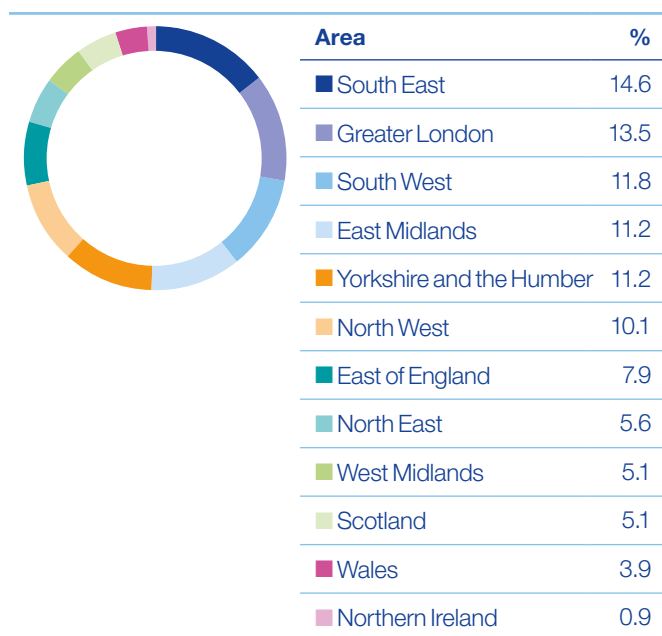 Area %
South East 14.6
Greater London 13.5
South West 11.8
East Midlands 11.2
Yorkshire and the Humber 11.2
North West 10.1
East of England 7.9
North East 5.6
West Midlands 5.1
Scotland 5.1
Wales 3.9
Northern Ireland 0.9